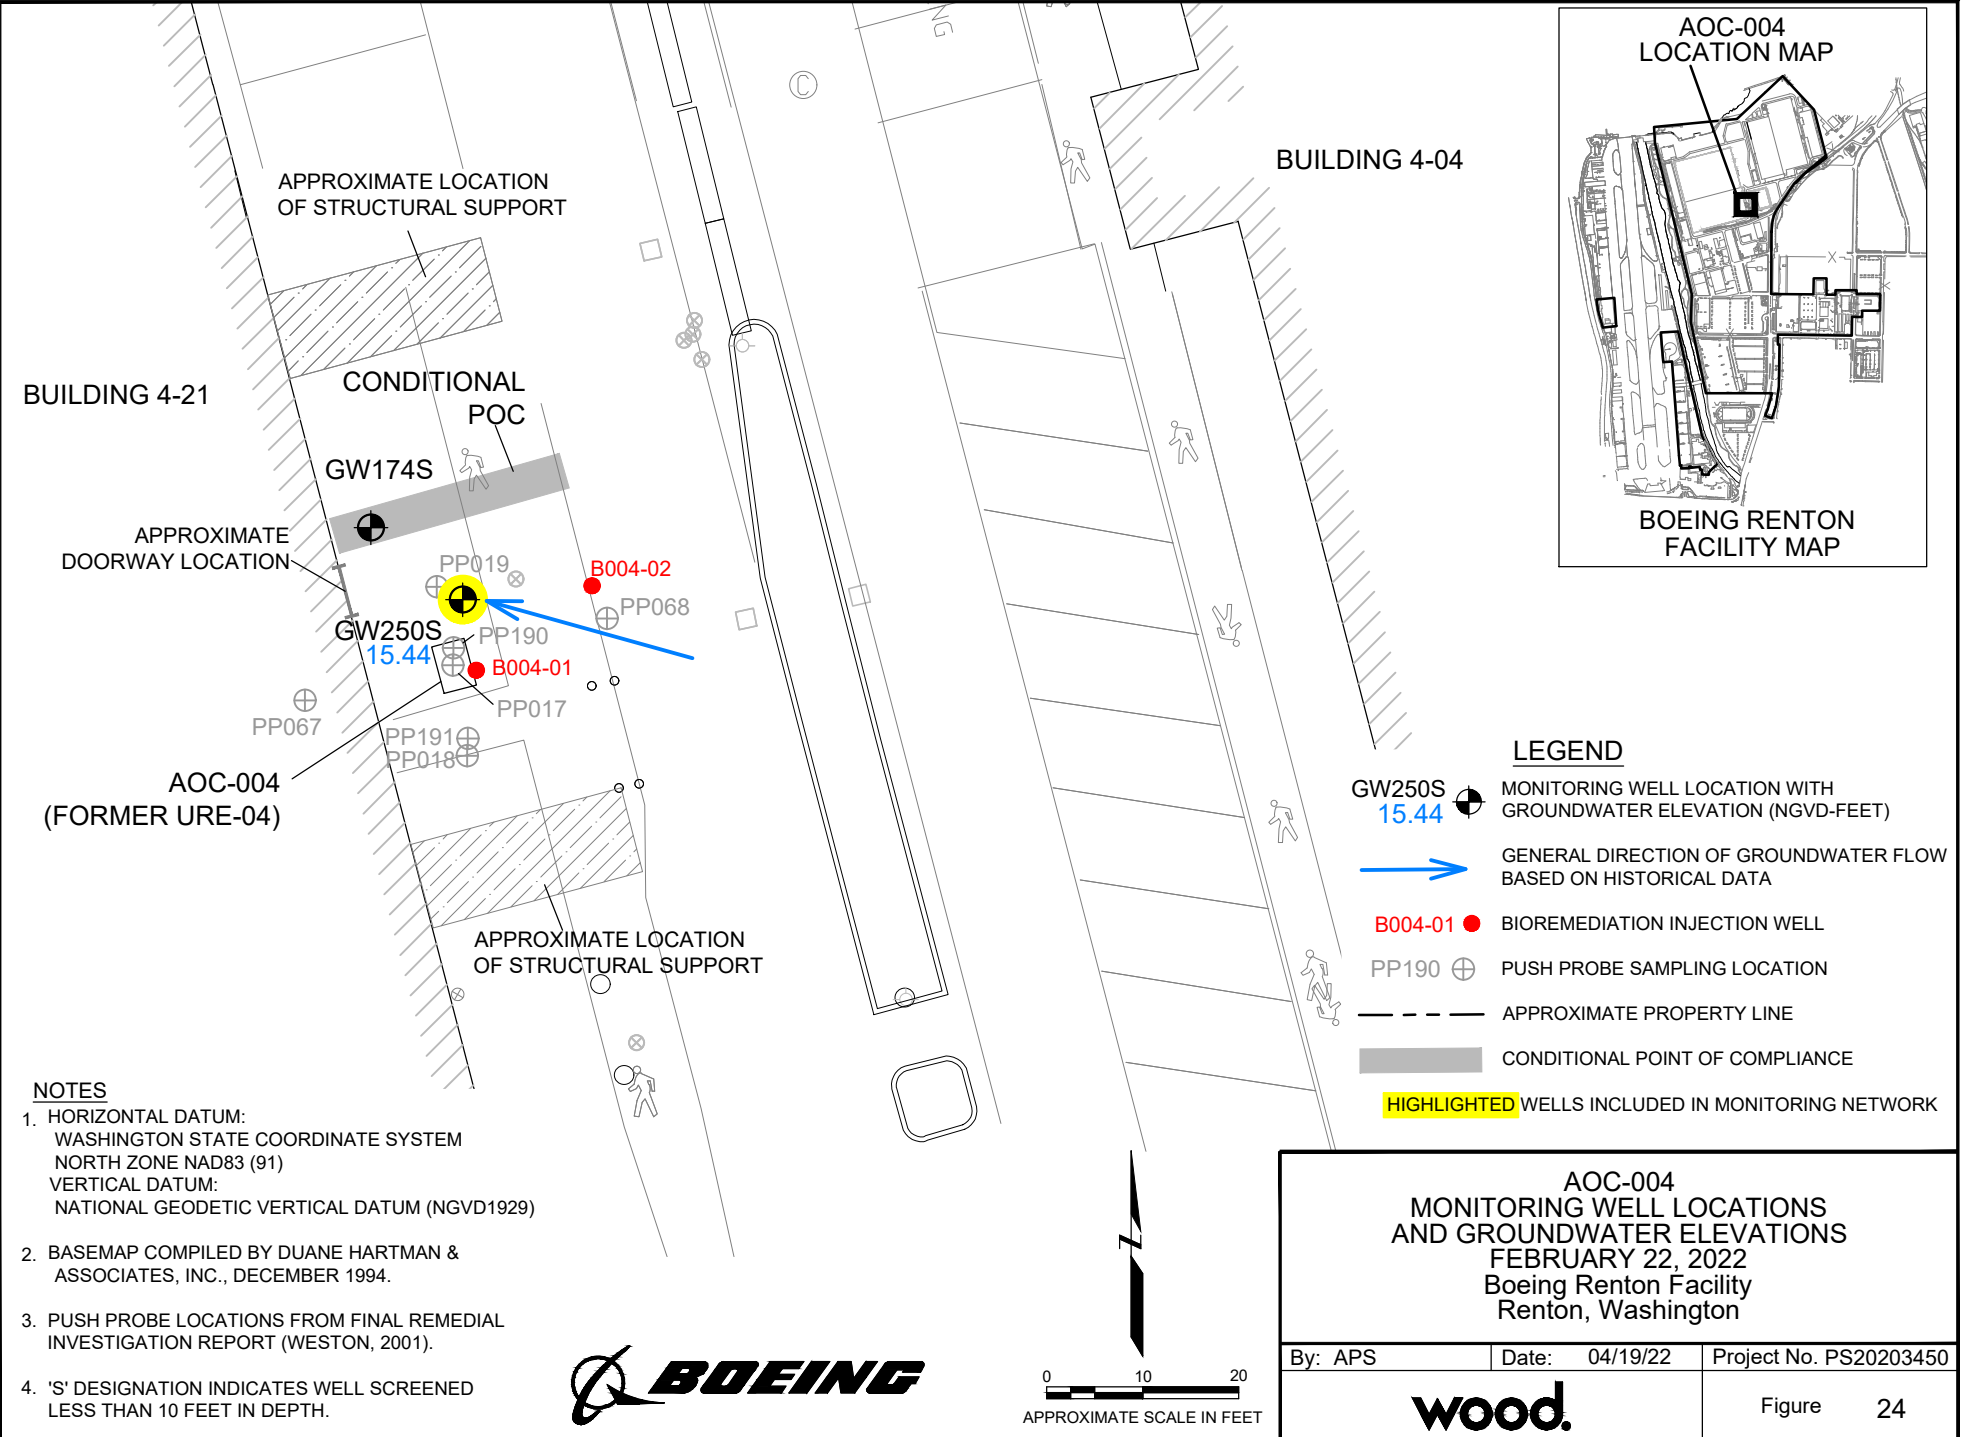 NG
C
AOC-004
LOCATION MAP
BUILDING 4-04
APPROXIMATE LOCATION
OF STRUCTURAL SUPPORT
BUILDING 4-21
CONDITIONAL
POC
GW174S
APPROXIMATE
DOORWAY LOCATION
PP019
B004-02
PP068
GW250S
15.44
PP190
B004-01
PP017
PP067
PP191
PP018
AOC-004
(FORMER URE-04)
APPROXIMATE LOCATION
OF STRUCTURAL SUPPORT
BOEING RENTON
FACILITY MAP
LEGEND
GW250S
15.44
MONITORING WELL LOCATION WITH
GROUNDWATER ELEVATION (NGVD-FEET)
GENERAL DIRECTION OF GROUNDWATER FLOW
BASED ON HISTORICAL DATA
B004-01
BIOREMEDIATION INJECTION WELL
PP190
PUSH PROBE SAMPLING LOCATION
APPROXIMATE PROPERTY LINE
CONDITIONAL POINT OF COMPLIANCE
HIGHLIGHTED WELLS INCLUDED IN MONITORING NETWORK
NOTES
1. HORIZONTAL DATUM:
WASHINGTON STATE COORDINATE SYSTEM
NORTH ZONE NAD83 (91)
VERTICAL DATUM:
NATIONAL GEODETIC VERTICAL DATUM (NGVD1929)
2. BASEMAP COMPILED BY DUANE HARTMAN &
ASSOCIATES, INC., DECEMBER 1994.
3. PUSH PROBE LOCATIONS FROM FINAL REMEDIAL
INVESTIGATION REPORT (WESTON, 2001).
4. 'S' DESIGNATION INDICATES WELL SCREENED
LESS THAN 10 FEET IN DEPTH.
BOEING
N
0 10 20
APPROXIMATE SCALE IN FEET
AOC-004
MONITORING WELL LOCATIONS
AND GROUNDWATER ELEVATIONS
FEBRUARY 22, 2022
Boeing Renton Facility
Renton, Washington
By: APS Date: 04/19/22 Project No. PS20203450
wood.
Figure 24